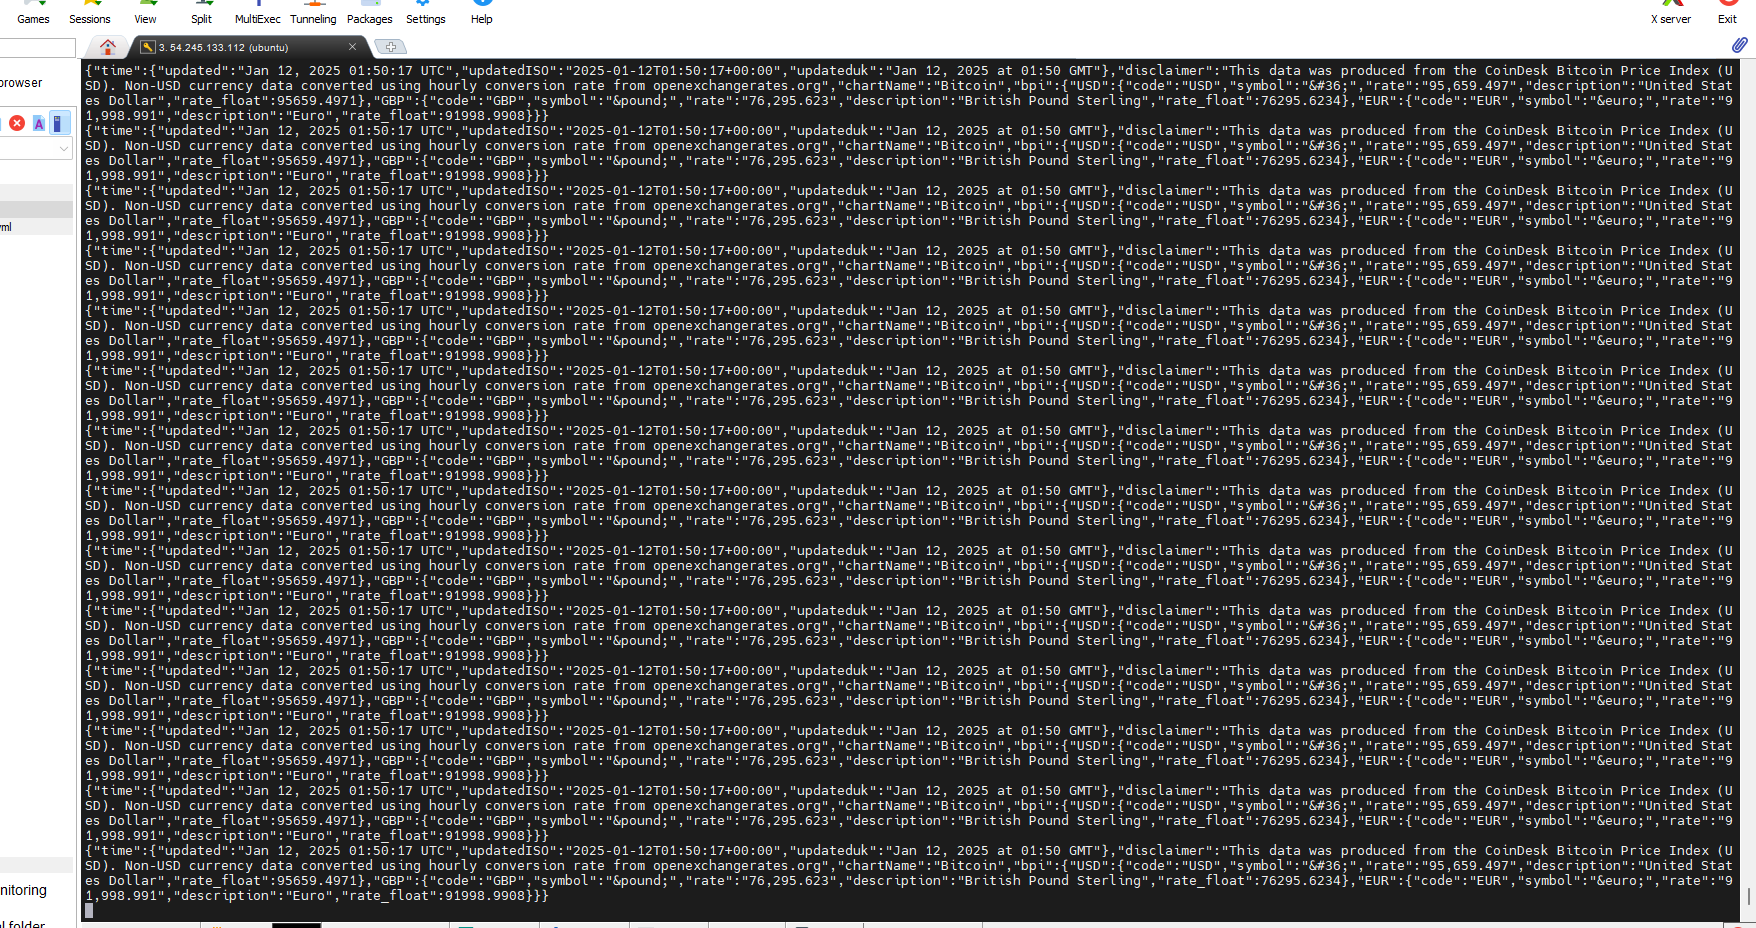 Games Sessions View Split MultiExec Tunneling Packages Settings Help X server Exit
3. 54.245.133.112 (ubuntu)
browser
{"time":{"updated":"Jan 12, 2025 01:50:17 UTC","updatedISO":"2025-01-12T01:50:17+00:00","updateduk":"Jan 12, 2025 at 01:50 GMT"},"disclaimer":"This data was produced from the CoinDesk Bitcoin Price Index (U
SD). Non-USD currency data converted using hourly conversion rate from openexchangerates.org","chartName":"Bitcoin","bpi":{"USD":{"code":"USD","symbol":"&#36;","rate":"95,659.497","description":"United Stat
es Dollar","rate_float":95659.4971},"GBP":{"code":"GBP","symbol":"&pound;","rate":"76,295.623","description":"British Pound Sterling","rate_float":76295.6234},"EUR":{"code":"EUR","symbol":"&euro;","rate":"9
1,998.991","description":"Euro","rate_float":91998.9908}}}
{"time":{"updated":"Jan 12, 2025 01:50:17 UTC","updatedISO":"2025-01-12T01:50:17+00:00","updateduk":"Jan 12, 2025 at 01:50 GMT"},"disclaimer":"This data was produced from the CoinDesk Bitcoin Price Index (U
SD). Non-USD currency data converted using hourly conversion rate from openexchangerates.org","chartName":"Bitcoin","bpi":{"USD":{"code":"USD","symbol":"&#36;","rate":"95,659.497","description":"United Stat
es Dollar","rate_float":95659.4971},"GBP":{"code":"GBP","symbol":"&pound;","rate":"76,295.623","description":"British Pound Sterling","rate_float":76295.6234},"EUR":{"code":"EUR","symbol":"&euro;","rate":"9
1,998.991","description":"Euro","rate_float":91998.9908}}}
{"time":{"updated":"Jan 12, 2025 01:50:17 UTC","updatedISO":"2025-01-12T01:50:17+00:00","updateduk":"Jan 12, 2025 at 01:50 GMT"},"disclaimer":"This data was produced from the CoinDesk Bitcoin Price Index (U
SD). Non-USD currency data converted using hourly conversion rate from openexchangerates.org","chartName":"Bitcoin","bpi":{"USD":{"code":"USD","symbol":"&#36;","rate":"95,659.497","description":"United Stat
es Dollar","rate_float":95659.4971},"GBP":{"code":"GBP","symbol":"&pound;","rate":"76,295.623","description":"British Pound Sterling","rate_float":76295.6234},"EUR":{"code":"EUR","symbol":"&euro;","rate":"9
1,998.991","description":"Euro","rate_float":91998.9908}}}
{"time":{"updated":"Jan 12, 2025 01:50:17 UTC","updatedISO":"2025-01-12T01:50:17+00:00","updateduk":"Jan 12, 2025 at 01:50 GMT"},"disclaimer":"This data was produced from the CoinDesk Bitcoin Price Index (U
SD). Non-USD currency data converted using hourly conversion rate from openexchangerates.org","chartName":"Bitcoin","bpi":{"USD":{"code":"USD","symbol":"&#36;","rate":"95,659.497","description":"United Stat
es Dollar","rate_float":95659.4971},"GBP":{"code":"GBP","symbol":"&pound;","rate":"76,295.623","description":"British Pound Sterling","rate_float":76295.6234},"EUR":{"code":"EUR","symbol":"&euro;","rate":"9
1,998.991","description":"Euro","rate_float":91998.9908}}}
{"time":{"updated":"Jan 12, 2025 01:50:17 UTC","updatedISO":"2025-01-12T01:50:17+00:00","updateduk":"Jan 12, 2025 at 01:50 GMT"},"disclaimer":"This data was produced from the CoinDesk Bitcoin Price Index (U
SD). Non-USD currency data converted using hourly conversion rate from openexchangerates.org","chartName":"Bitcoin","bpi":{"USD":{"code":"USD","symbol":"&#36;","rate":"95,659.497","description":"United Stat
es Dollar","rate_float":95659.4971},"GBP":{"code":"GBP","symbol":"&pound;","rate":"76,295.623","description":"British Pound Sterling","rate_float":76295.6234},"EUR":{"code":"EUR","symbol":"&euro;","rate":"9
1,998.991","description":"Euro","rate_float":91998.9908}}}
{"time":{"updated":"Jan 12, 2025 01:50:17 UTC","updatedISO":"2025-01-12T01:50:17+00:00","updateduk":"Jan 12, 2025 at 01:50 GMT"},"disclaimer":"This data was produced from the CoinDesk Bitcoin Price Index (U
SD). Non-USD currency data converted using hourly conversion rate from openexchangerates.org","chartName":"Bitcoin","bpi":{"USD":{"code":"USD","symbol":"&#36;","rate":"95,659.497","description":"United Stat
es Dollar","rate_float":95659.4971},"GBP":{"code":"GBP","symbol":"&pound;","rate":"76,295.623","description":"British Pound Sterling","rate_float":76295.6234},"EUR":{"code":"EUR","symbol":"&euro;","rate":"9
1,998.991","description":"Euro","rate_float":91998.9908}}}
{"time":{"updated":"Jan 12, 2025 01:50:17 UTC","updatedISO":"2025-01-12T01:50:17+00:00","updateduk":"Jan 12, 2025 at 01:50 GMT"},"disclaimer":"This data was produced from the CoinDesk Bitcoin Price Index (U
SD). Non-USD currency data converted using hourly conversion rate from openexchangerates.org","chartName":"Bitcoin","bpi":{"USD":{"code":"USD","symbol":"&#36;","rate":"95,659.497","description":"United Stat
es Dollar","rate_float":95659.4971},"GBP":{"code":"GBP","symbol":"&pound;","rate":"76,295.623","description":"British Pound Sterling","rate_float":76295.6234},"EUR":{"code":"EUR","symbol":"&euro;","rate":"9
1,998.991","description":"Euro","rate_float":91998.9908}}}
{"time":{"updated":"Jan 12, 2025 01:50:17 UTC","updatedISO":"2025-01-12T01:50:17+00:00","updateduk":"Jan 12, 2025 at 01:50 GMT"},"disclaimer":"This data was produced from the CoinDesk Bitcoin Price Index (U
SD). Non-USD currency data converted using hourly conversion rate from openexchangerates.org","chartName":"Bitcoin","bpi":{"USD":{"code":"USD","symbol":"&#36;","rate":"95,659.497","description":"United Stat
es Dollar","rate_float":95659.4971},"GBP":{"code":"GBP","symbol":"&pound;","rate":"76,295.623","description":"British Pound Sterling","rate_float":76295.6234},"EUR":{"code":"EUR","symbol":"&euro;","rate":"9
1,998.991","description":"Euro","rate_float":91998.9908}}}
{"time":{"updated":"Jan 12, 2025 01:50:17 UTC","updatedISO":"2025-01-12T01:50:17+00:00","updateduk":"Jan 12, 2025 at 01:50 GMT"},"disclaimer":"This data was produced from the CoinDesk Bitcoin Price Index (U
SD). Non-USD currency data converted using hourly conversion rate from openexchangerates.org","chartName":"Bitcoin","bpi":{"USD":{"code":"USD","symbol":"&#36;","rate":"95,659.497","description":"United Stat
es Dollar","rate_float":95659.4971},"GBP":{"code":"GBP","symbol":"&pound;","rate":"76,295.623","description":"British Pound Sterling","rate_float":76295.6234},"EUR":{"code":"EUR","symbol":"&euro;","rate":"9
1,998.991","description":"Euro","rate_float":91998.9908}}}
{"time":{"updated":"Jan 12, 2025 01:50:17 UTC","updatedISO":"2025-01-12T01:50:17+00:00","updateduk":"Jan 12, 2025 at 01:50 GMT"},"disclaimer":"This data was produced from the CoinDesk Bitcoin Price Index (U
SD). Non-USD currency data converted using hourly conversion rate from openexchangerates.org","chartName":"Bitcoin","bpi":{"USD":{"code":"USD","symbol":"&#36;","rate":"95,659.497","description":"United Stat
es Dollar","rate_float":95659.4971},"GBP":{"code":"GBP","symbol":"&pound;","rate":"76,295.623","description":"British Pound Sterling","rate_float":76295.6234},"EUR":{"code":"EUR","symbol":"&euro;","rate":"9
1,998.991","description":"Euro","rate_float":91998.9908}}}
{"time":{"updated":"Jan 12, 2025 01:50:17 UTC","updatedISO":"2025-01-12T01:50:17+00:00","updateduk":"Jan 12, 2025 at 01:50 GMT"},"disclaimer":"This data was produced from the CoinDesk Bitcoin Price Index (U
SD). Non-USD currency data converted using hourly conversion rate from openexchangerates.org","chartName":"Bitcoin","bpi":{"USD":{"code":"USD","symbol":"&#36;","rate":"95,659.497","description":"United Stat
es Dollar","rate_float":95659.4971},"GBP":{"code":"GBP","symbol":"&pound;","rate":"76,295.623","description":"British Pound Sterling","rate_float":76295.6234},"EUR":{"code":"EUR","symbol":"&euro;","rate":"9
1,998.991","description":"Euro","rate_float":91998.9908}}}
{"time":{"updated":"Jan 12, 2025 01:50:17 UTC","updatedISO":"2025-01-12T01:50:17+00:00","updateduk":"Jan 12, 2025 at 01:50 GMT"},"disclaimer":"This data was produced from the CoinDesk Bitcoin Price Index (U
SD). Non-USD currency data converted using hourly conversion rate from openexchangerates.org","chartName":"Bitcoin","bpi":{"USD":{"code":"USD","symbol":"&#36;","rate":"95,659.497","description":"United Stat
es Dollar","rate_float":95659.4971},"GBP":{"code":"GBP","symbol":"&pound;","rate":"76,295.623","description":"British Pound Sterling","rate_float":76295.6234},"EUR":{"code":"EUR","symbol":"&euro;","rate":"9
1,998.991","description":"Euro","rate_float":91998.9908}}}
{"time":{"updated":"Jan 12, 2025 01:50:17 UTC","updatedISO":"2025-01-12T01:50:17+00:00","updateduk":"Jan 12, 2025 at 01:50 GMT"},"disclaimer":"This data was produced from the CoinDesk Bitcoin Price Index (U
SD). Non-USD currency data converted using hourly conversion rate from openexchangerates.org","chartName":"Bitcoin","bpi":{"USD":{"code":"USD","symbol":"&#36;","rate":"95,659.497","description":"United Stat
es Dollar","rate_float":95659.4971},"GBP":{"code":"GBP","symbol":"&pound;","rate":"76,295.623","description":"British Pound Sterling","rate_float":76295.6234},"EUR":{"code":"EUR","symbol":"&euro;","rate":"9
1,998.991","description":"Euro","rate_float":91998.9908}}}
{"time":{"updated":"Jan 12, 2025 01:50:17 UTC","updatedISO":"2025-01-12T01:50:17+00:00","updateduk":"Jan 12, 2025 at 01:50 GMT"},"disclaimer":"This data was produced from the CoinDesk Bitcoin Price Index (U
SD). Non-USD currency data converted using hourly conversion rate from openexchangerates.org","chartName":"Bitcoin","bpi":{"USD":{"code":"USD","symbol":"&#36;","rate":"95,659.497","description":"United Stat
es Dollar","rate_float":95659.4971},"GBP":{"code":"GBP","symbol":"&pound;","rate":"76,295.623","description":"British Pound Sterling","rate_float":76295.6234},"EUR":{"code":"EUR","symbol":"&euro;","rate":"9
1,998.991","description":"Euro","rate_float":91998.9908}}}
nitoring
l folder